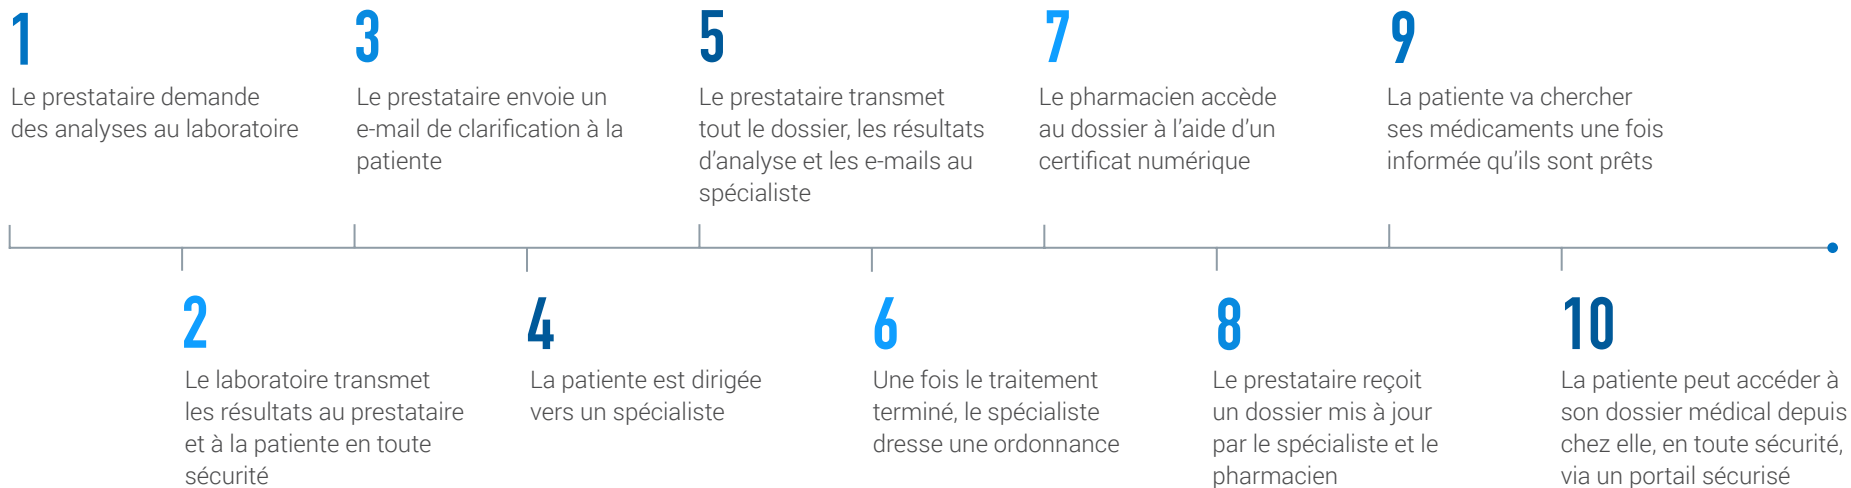 1
Le prestataire demande
des analyses au laboratoire
2
Le laboratoire transmet
les résultats au prestataire
et à la patiente en toute
sécurité
3
Le prestataire envoie un
e-mail de clarification à la
patiente
4
La patiente est dirigée
vers un spécialiste
5
Le prestataire transmet
tout le dossier, les résultats
d'analyse et les e-mails au
spécialiste
6
Une fois le traitement
terminé, le spécialiste
dresse une ordonnance
7
Le pharmacien accède
au dossier à l'aide d'un
certificat numérique
8
Le prestataire reçoit
un dossier mis à jour
par le spécialiste et le
pharmacien
9
La patiente va chercher
ses médicaments une fois
informée qu'ils sont prêts
10
La patiente peut accéder à
son dossier médical depuis
chez elle, en toute sécurité,
via un portail sécurisé